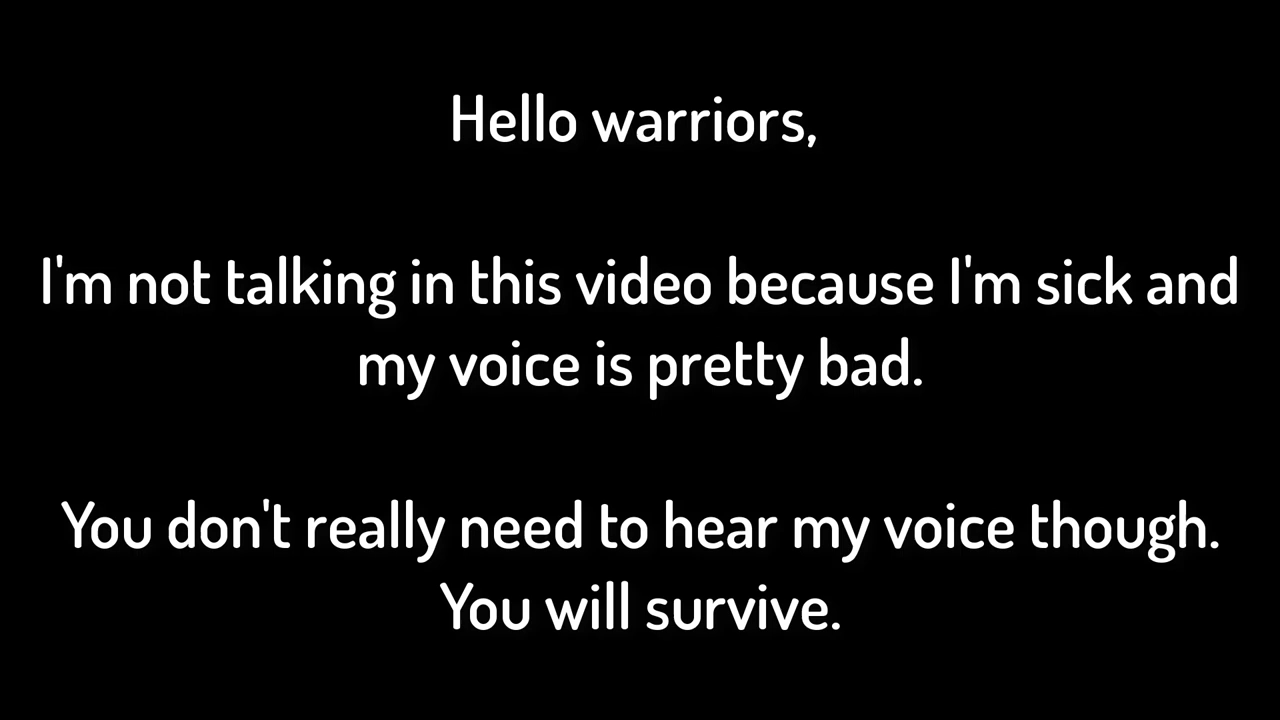 Hello warriors,
I'm not talking in this video because I'm sick and
my voice is pretty bad.
You don't really need to hear my voice though.
You will survive.